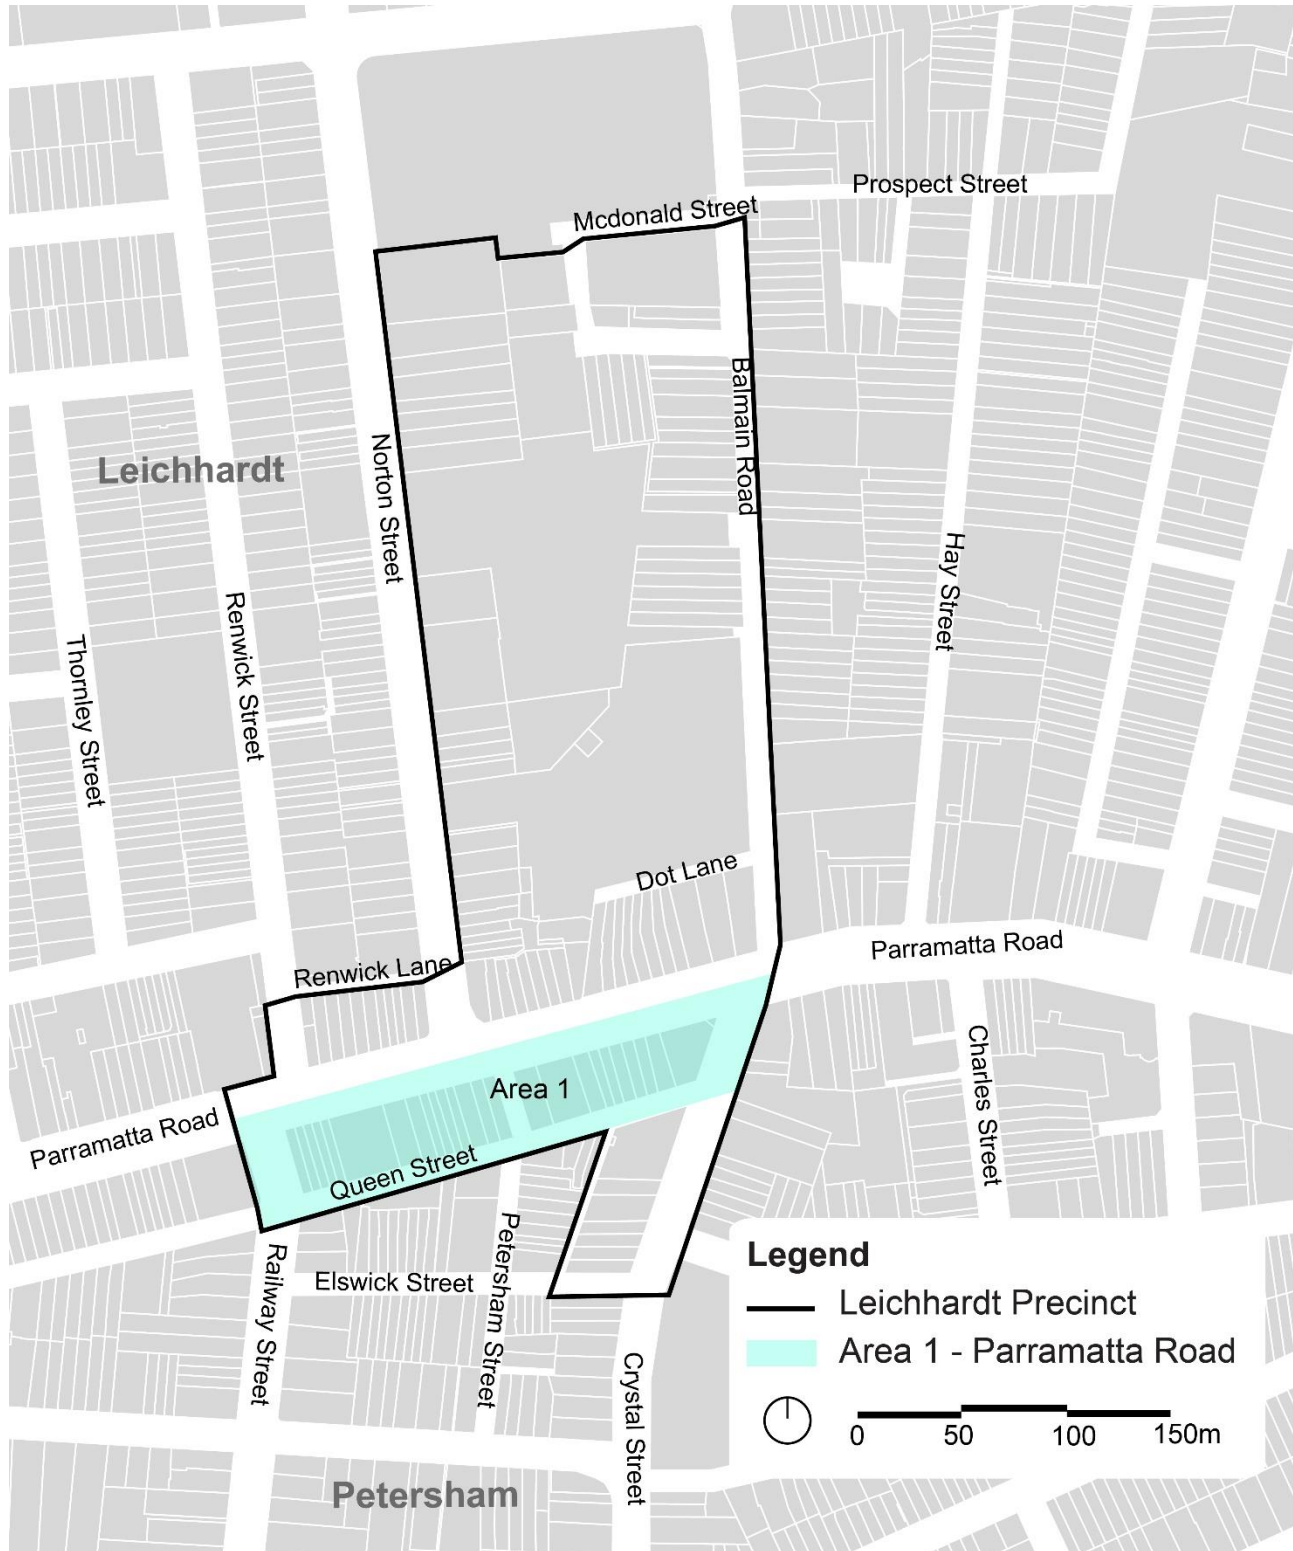 Prospect Street
Mcdonald Street
Balmain Road
Norton Street
Leichhardt
Hay Street
Renwick Street
Thornley Street
Dot Lane
Parramatta Road
Renwick Lane
Charles Street
Area 1
Parramatta Road
Queen Street
Petersham Street
Railway Street
Elswick Street
Crystal Street
Petersham
Legend
Leichhardt Precinct
Area 1 - Parramatta Road
0 50 100 150m